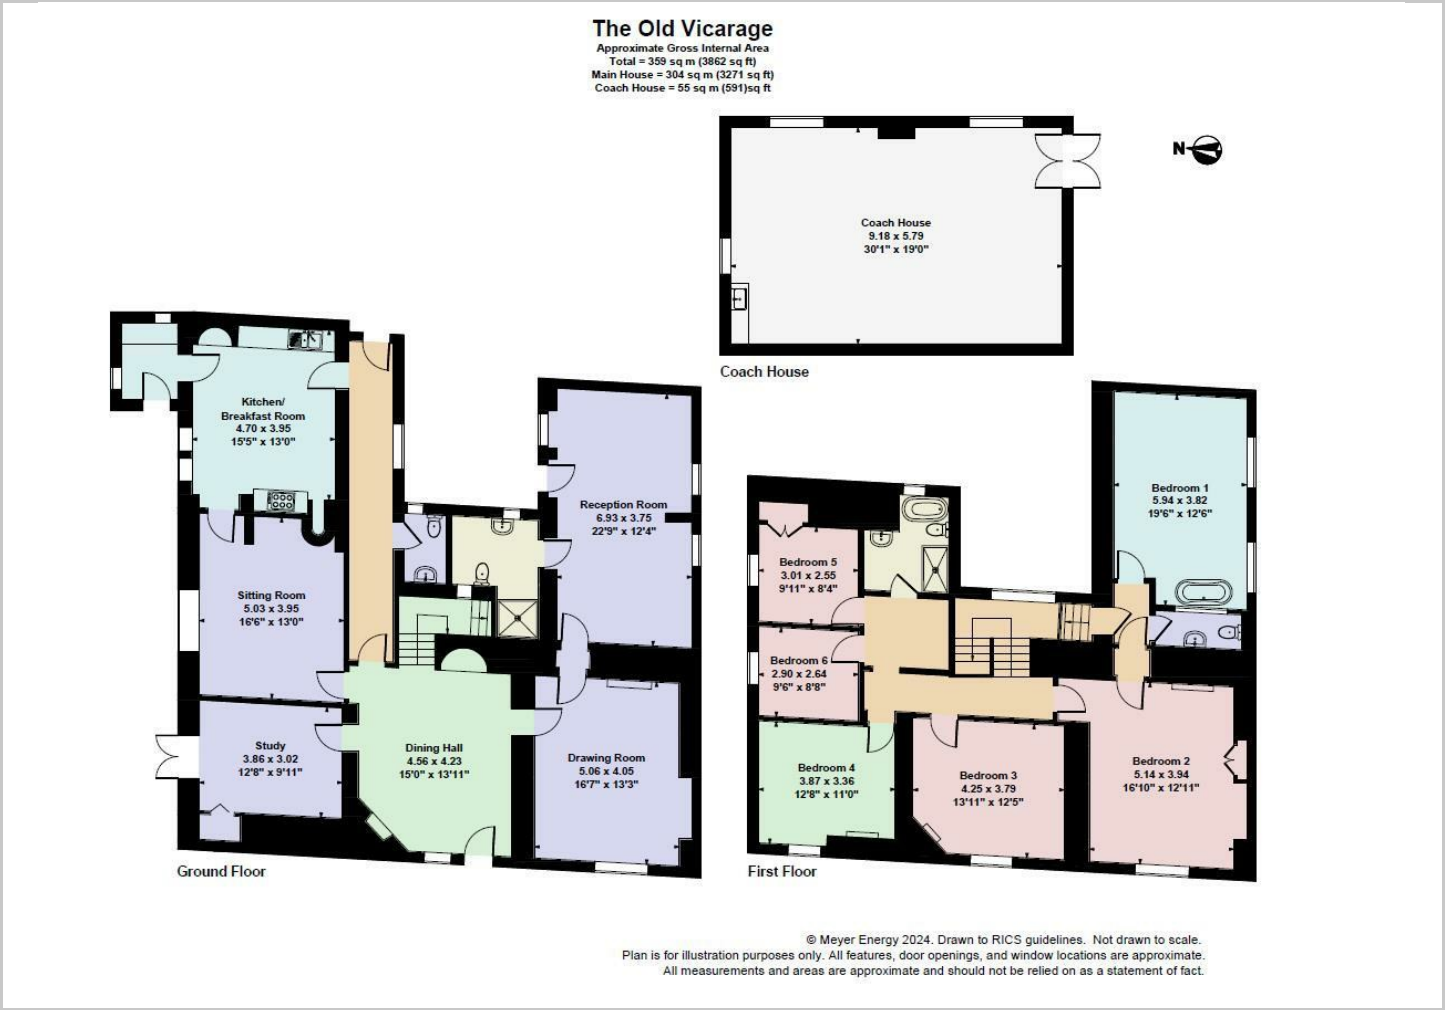 The Old Vicarage
Approximate Gross Internal Area
Total = 359 sq m (3862 sq ft)
Main House = 304 sq m (3271 sq ft)
Coach House = 55 sq m (591)sq ft
N
Coach House
9.18 x 5.79
30'1" x 19'0"
Coach House
Kitchen/
Breakfast Room
4.70 x 3.95
15'5" x 13'0"
Reception Room
6.93 x 3.75
22'9" x 12'4"
Sitting Room
5.03 x 3.95
16'6" x 13'0"
Study
3.86 x 3.02
12'8" x 9'11"
Dining Hall
4.56 x 4.23
15'0" x 13'11"
Drawing Room
5.06 x 4.05
16'7" x 13'3"
Ground Floor
Bedroom 1
5.94 x 3.82
19'6" x 12'6"
Bedroom 5
3.01 x 2.55
9'11" x 8'4"
Bedroom 6
2.90 x 2.64
9'6" x 8'8"
Bedroom 4
3.87 x 3.36
12'8" x 11'0"
Bedroom 3
4.25 x 3.79
13'11" x 12'5"
Bedroom 2
5.14 x 3.94
16'10" x 12'11"
First Floor
© Meyer Energy 2024. Drawn to RICS guidelines. Not drawn to scale.
Plan is for illustration purposes only. All features, door openings, and window locations are approximate.
All measurements and areas are approximate and should not be relied on as a statement of fact.